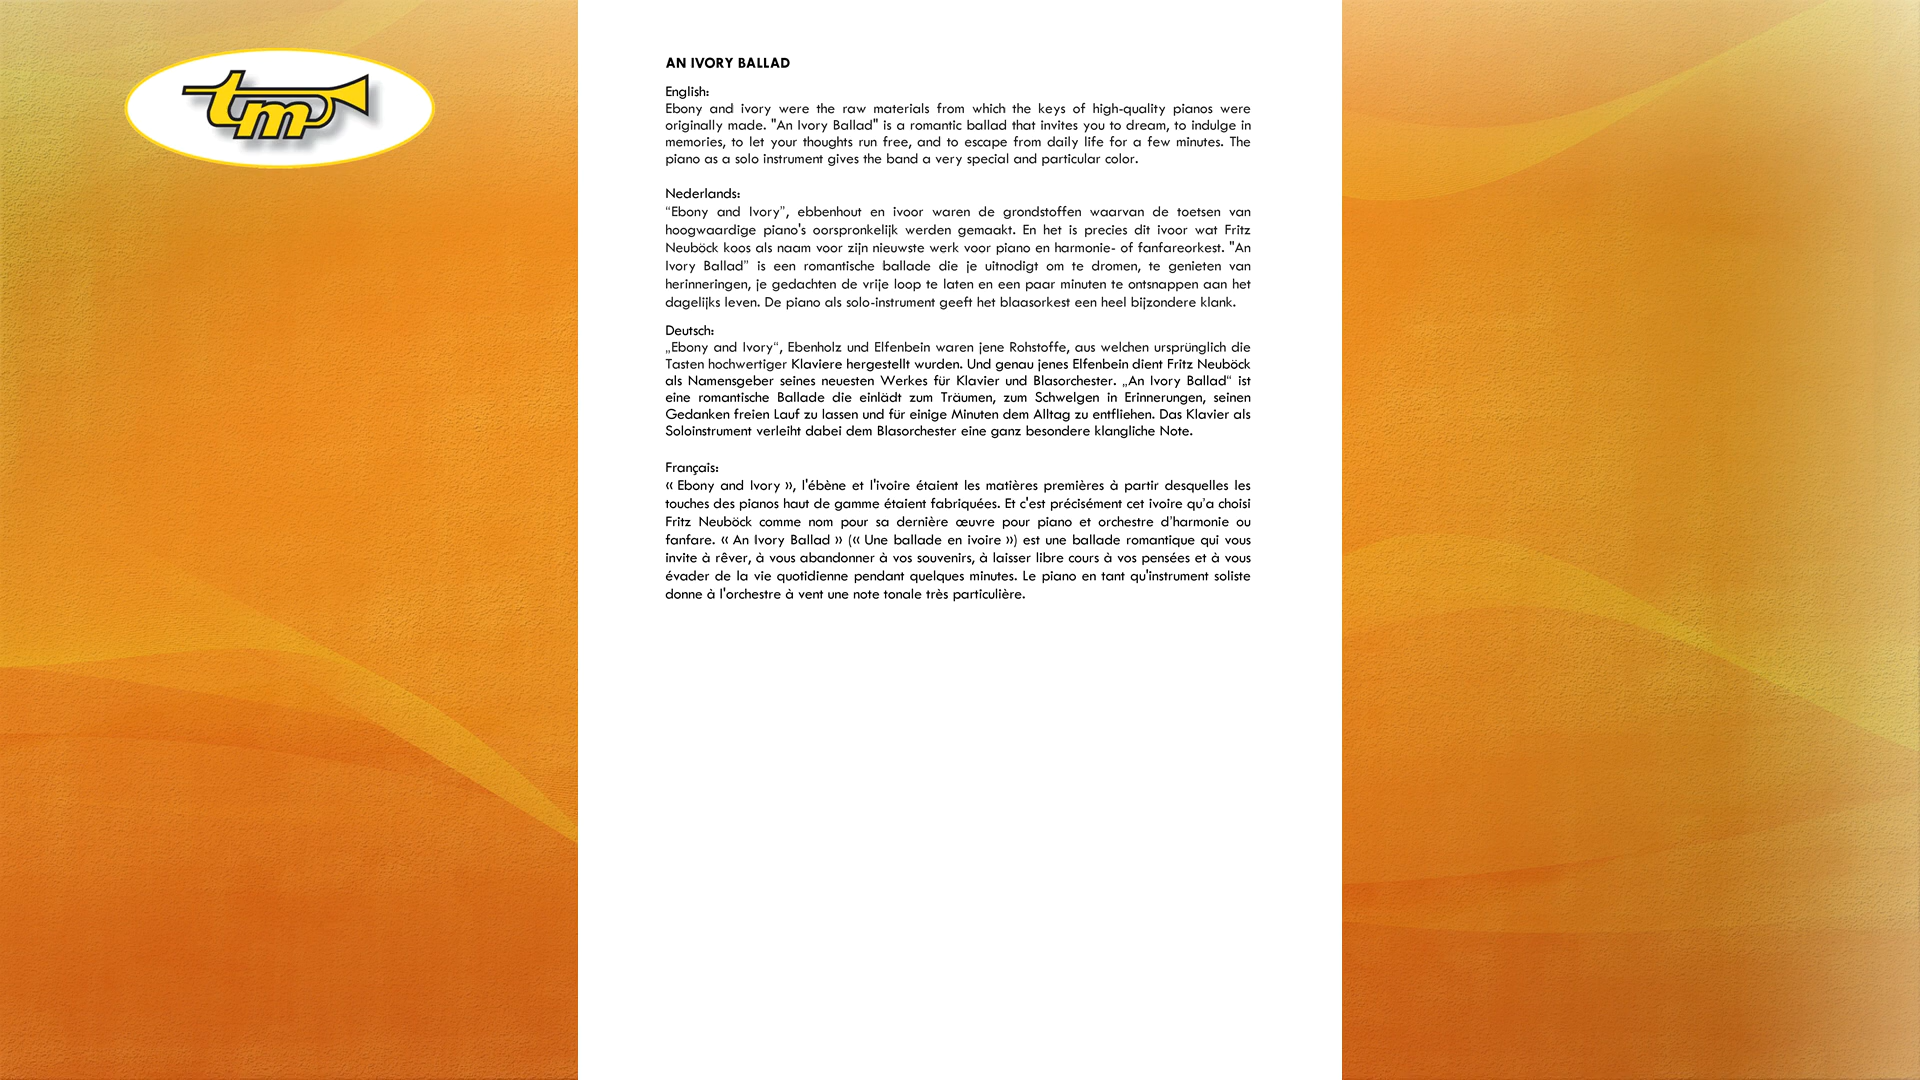 tm
AN IVORY BALLAD
English:
Ebony and ivory were the raw materials from which the keys of high-quality pianos were
originally made. "An Ivory Ballad" is a romantic ballad that invites you to dream, to indulge in
memories, to let your thoughts run free, and to escape from daily life for a few minutes. The
piano as a solo instrument gives the band a very special and particular color.
Nederlands:
“Ebony and Ivory”, ebbenhout en ivoor waren de grondstoffen waarvan de toetsen van
hoogwaardige piano's oorspronkelijk werden gemaakt. En het is precies dit ivoor wat Fritz
Neuböck koos als naam voor zijn nieuwste werk voor piano en harmonie- of fanfareorkest. "An
Ivory Ballad” is een romantische ballade die je uitnodigt om te dromen, te genieten van
herinneringen, je gedachten de vrije loop te laten en een paar minuten te ontsnappen aan het
dagelijks leven. De piano als solo-instrument geeft het blaasorkest een heel bijzondere klank.
Deutsch:
„Ebony and Ivory“, Ebenholz und Elfenbein waren jene Rohstoffe, aus welchen ursprünglich die
Tasten hochwertiger Klaviere hergestellt wurden. Und genau jenes Elfenbein dient Fritz Neuböck
als Namensgeber seines neuesten Werkes für Klavier und Blasorchester. „An Ivory Ballad“ ist
eine romantische Ballade die einlädt zum Träumen, zum Schwelgen in Erinnerungen, seinen
Gedanken freien Lauf zu lassen und für einige Minuten dem Alltag zu entfliehen. Das Klavier als
Soloinstrument verleiht dabei dem Blasorchester eine ganz besondere klangliche Note.
Français:
« Ebony and Ivory », l'ébène et l'ivoire étaient les matières premières à partir desquelles les
touches des pianos haut de gamme étaient fabriquées. Et c'est précisément cet ivoire qu’a choisi
Fritz Neuböck comme nom pour sa dernière œuvre pour piano et orchestre d’harmonie ou
fanfare. « An Ivory Ballad » (« Une ballade en ivoire ») est une ballade romantique qui vous
invite à rêver, à vous abandonner à vos souvenirs, à laisser libre cours à vos pensées et à vous
évader de la vie quotidienne pendant quelques minutes. Le piano en tant qu'instrument soliste
donne à l'orchestre à vent une note tonale très particulière.